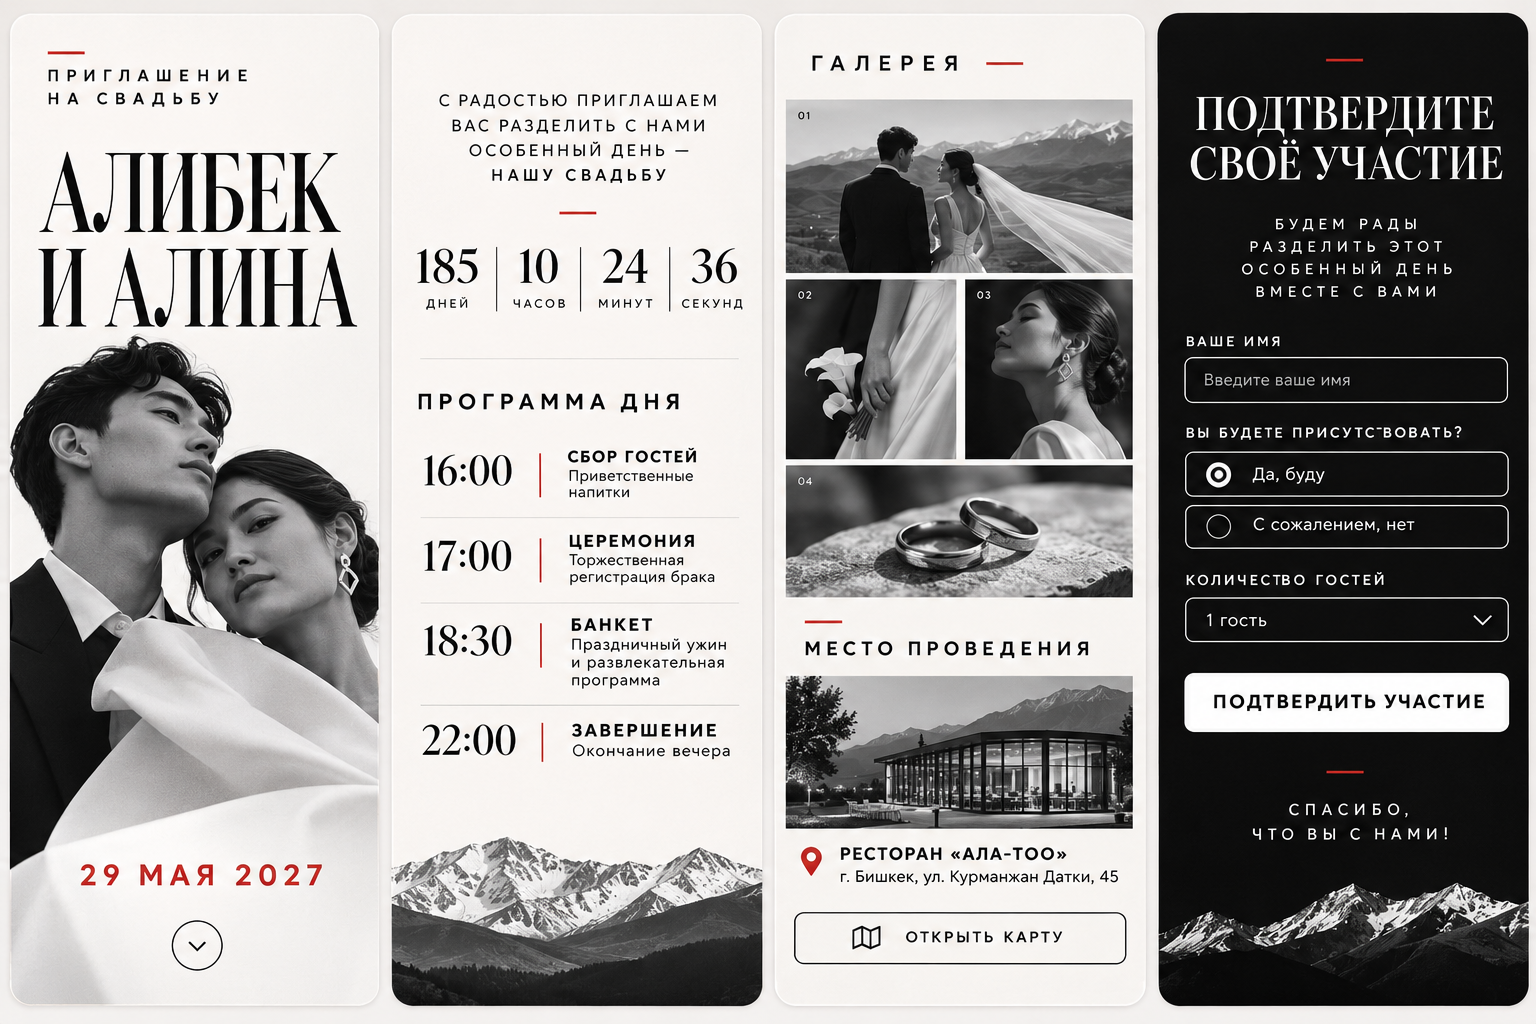 ПРИГЛАШЕНИЕ
НА СВАДЬБУ
АЛИБЕК
И АЛИНА
29 МАЯ 2027
С РАДОСТЬЮ ПРИГЛАШАЕМ
ВАС РАЗДЕЛИТЬ С НАМИ
ОСОБЕННЫЙ ДЕНЬ —
НАШУ СВАДЬБУ
185 10 24 36
ДНЕЙ ЧАСОВ МИНУТ СЕКУНД
ПРОГРАММА ДНЯ
16:00
СБОР ГОСТЕЙ
Приветственные
напитки
17:00
ЦЕРЕМОНИЯ
Торжественная
регистрация брака
18:30
БАНКЕТ
Праздничный ужин
и развлекательная
программа
22:00
ЗАВЕРШЕНИЕ
Окончание вечера
ГАЛЕРЕЯ
01
02
03
04
МЕСТО ПРОВЕДЕНИЯ
РЕСТОРАН «АЛА-ТОО»
г. Бишкек, ул. Курманжан Датки, 45
ОТКРЫТЬ КАРТУ
ПОДТВЕРДИТЕ
СВОЁ УЧАСТИЕ
БУДЕМ РАДЫ
РАЗДЕЛИТЬ ЭТОТ
ОСОБЕННЫЙ ДЕНЬ
ВМЕСТЕ С ВАМИ
ВАШЕ ИМЯ
Введите ваше имя
ВЫ БУДЕТЕ ПРИСУТСТВОВАТЬ?
Да, буду
С сожалением, нет
КОЛИЧЕСТВО ГОСТЕЙ
1 гость
ПОДТВЕРДИТЬ УЧАСТИЕ
СПАСИБО,
ЧТО ВЫ С НАМИ!